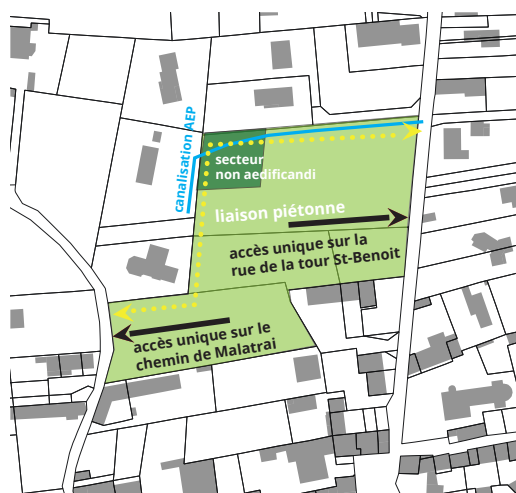 canalisation AEP
secteur
non aedificandi
liaison piétonne
accès unique sur la
rue de la tour St-Benoit
accès unique sur le
chemin de Malatrai